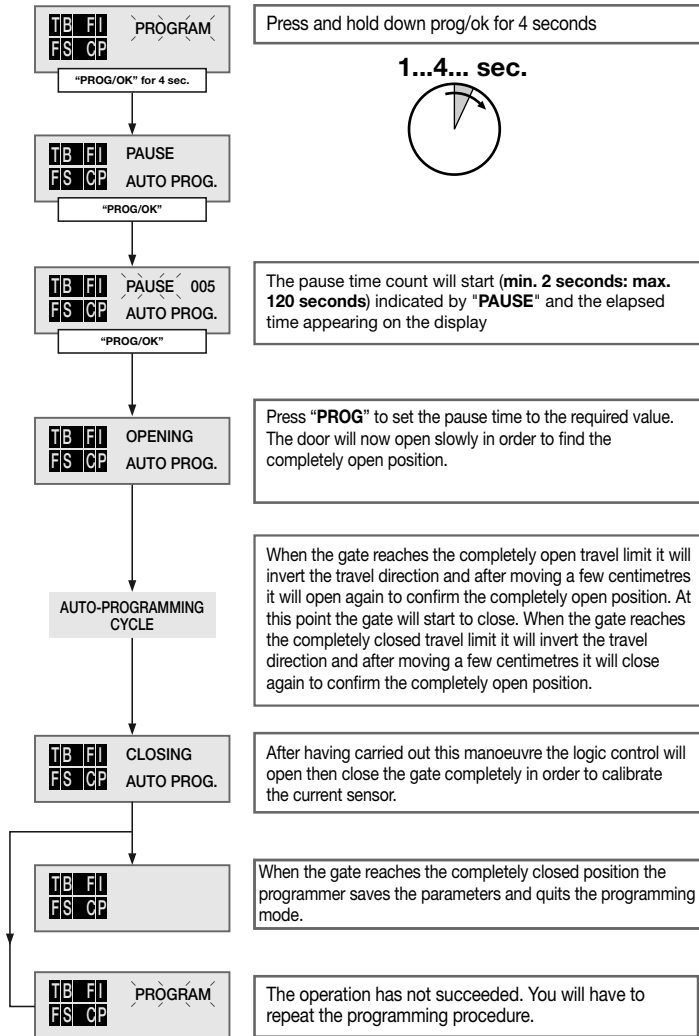 TB FI PROGRAM
FS CP
“PROG/OK” for 4 sec.
Press and hold down prog/ok for 4 seconds
1...4... sec.
TB FI PAUSE
FS CP AUTO PROG.
“PROG/OK”
TB FI PAUSE 005
FS CP AUTO PROG.
“PROG/OK”
The pause time count will start (min. 2 seconds: max.
120 seconds) indicated by "PAUSE" and the elapsed
time appearing on the display
TB FI OPENING
FS CP AUTO PROG.
Press “PROG” to set the pause time to the required value.
The door will now open slowly in order to find the
completely open position.
AUTO-PROGRAMMING
CYCLE
When the gate reaches the completely open travel limit it will
invert the travel direction and after moving a few centimetres
it will open again to confirm the completely open position. At
this point the gate will start to close. When the gate reaches
the completely closed travel limit it will invert the travel
direction and after moving a few centimetres it will close
again to confirm the completely open position.
TB FI CLOSING
FS CP AUTO PROG.
After having carried out this manoeuvre the logic control will
open then close the gate completely in order to calibrate
the current sensor.
TB FI
FS CP
When the gate reaches the completely closed position the
programmer saves the parameters and quits the programming
mode.
TB FI PROGRAM
FS CP
The operation has not succeeded. You will have to
repeat the programming procedure.